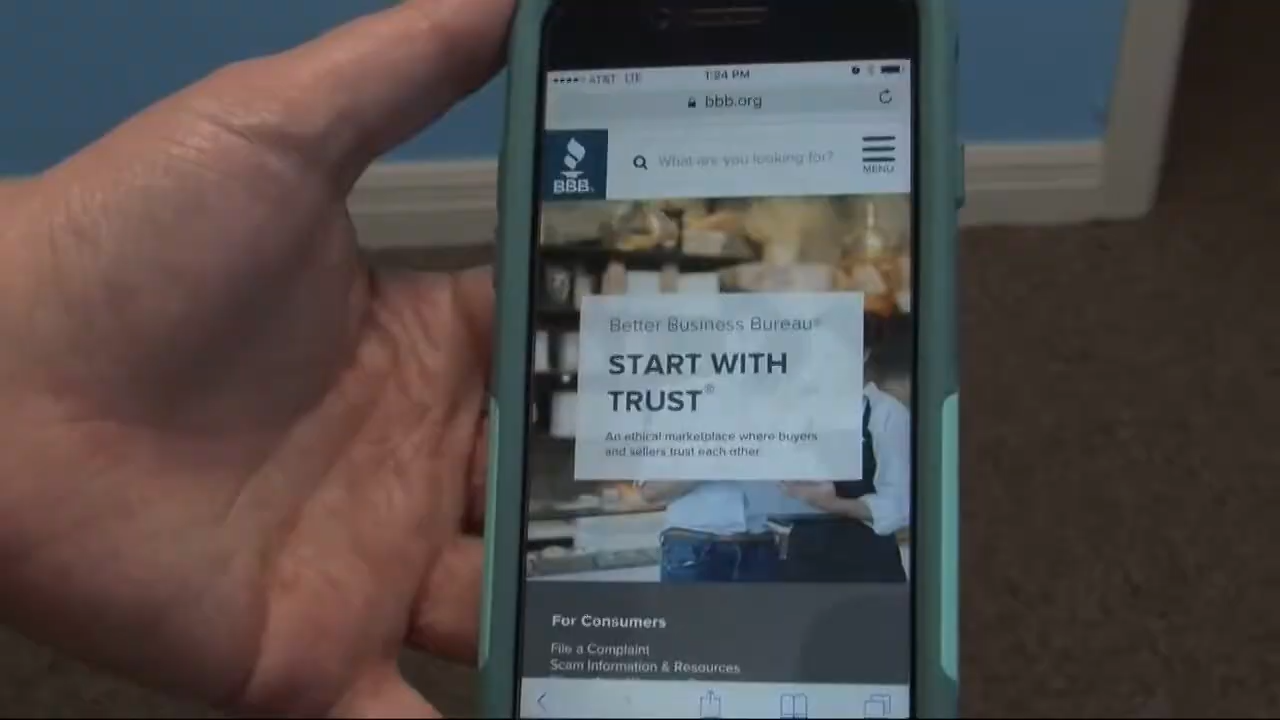 AT&T LTE 1:24 PM
bbb.org
BBB.
What are you looking for?
MENU
Better Business Bureau®
START WITH
TRUST®
An ethical marketplace where buyers
and sellers trust each other.
For Consumers
File a Complaint
Scam Information & Resources